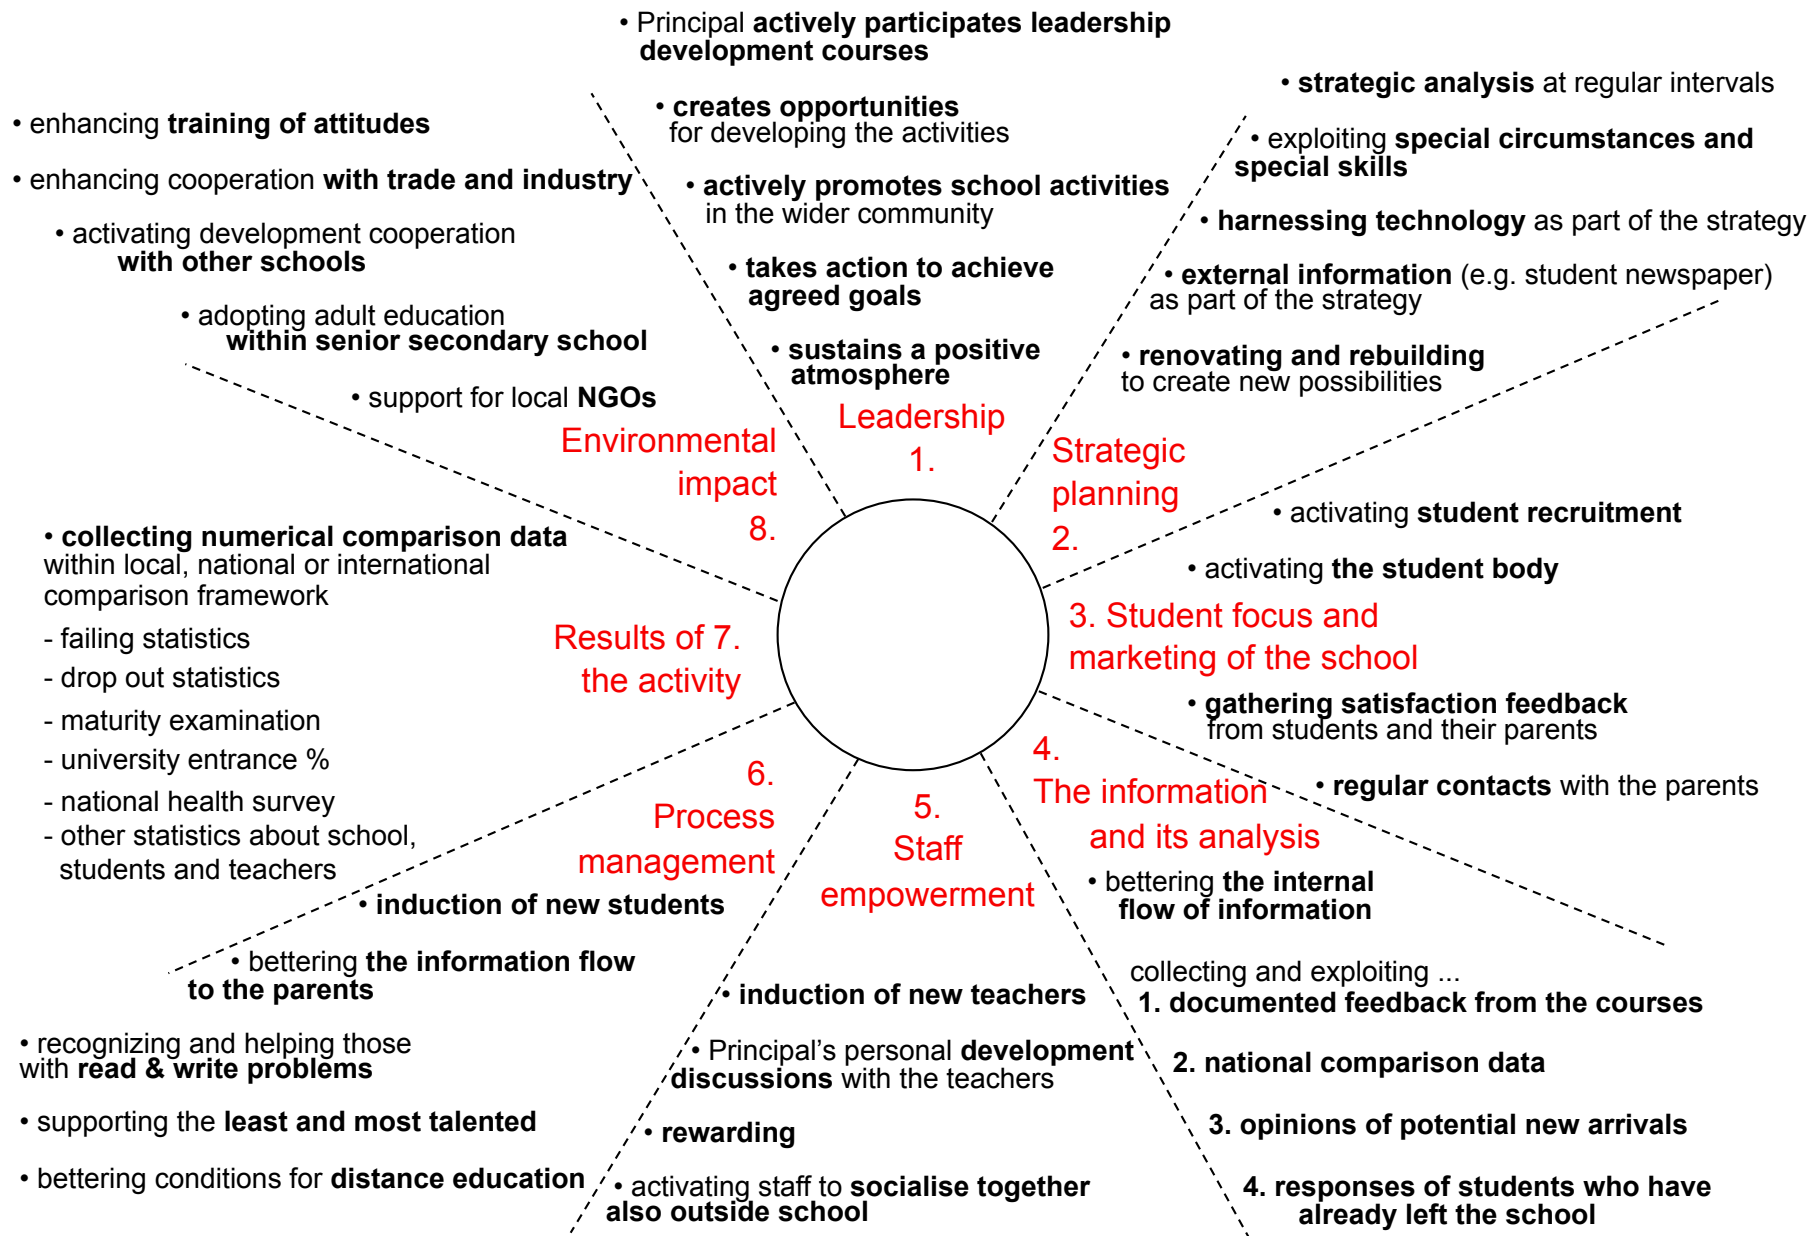 • Principal actively participates leadership
development courses
• creates opportunities
for developing the activities
• actively promotes school activities
in the wider community
• takes action to achieve
agreed goals
• sustains a positive
atmosphere
Leadership
1.
• strategic analysis at regular intervals
• exploiting special circumstances and
special skills
• harnessing technology as part of the strategy
• external information (e.g. student newspaper)
as part of the strategy
• renovating and rebuilding
to create new possibilities
Strategic
planning
2.
• activating student recruitment
• activating the student body
3. Student focus and
marketing of the school
• gathering satisfaction feedback
from students and their parents
• regular contacts with the parents
4.
The information
and its analysis
• bettering the internal
flow of information
collecting and exploiting ...
1. documented feedback from the courses
2. national comparison data
3. opinions of potential new arrivals
4. responses of students who have
already left the school
5.
Staff
empowerment
• induction of new teachers
• Principal's personal development
discussions with the teachers
• rewarding
• activating staff to socialise together
also outside school
6.
Process
management
• induction of new students
• bettering the information flow
to the parents
• recognizing and helping those
with read & write problems
• supporting the least and most talented
• bettering conditions for distance education
Results of 7.
the activity
• collecting numerical comparison data
within local, national or international
comparison framework
- failing statistics
- drop out statistics
- maturity examination
- university entrance %
- national health survey
- other statistics about school,
students and teachers
• enhancing training of attitudes
• enhancing cooperation with trade and industry
• activating development cooperation
with other schools
• adopting adult education
within senior secondary school
• support for local NGOs
Environmental
impact
8.